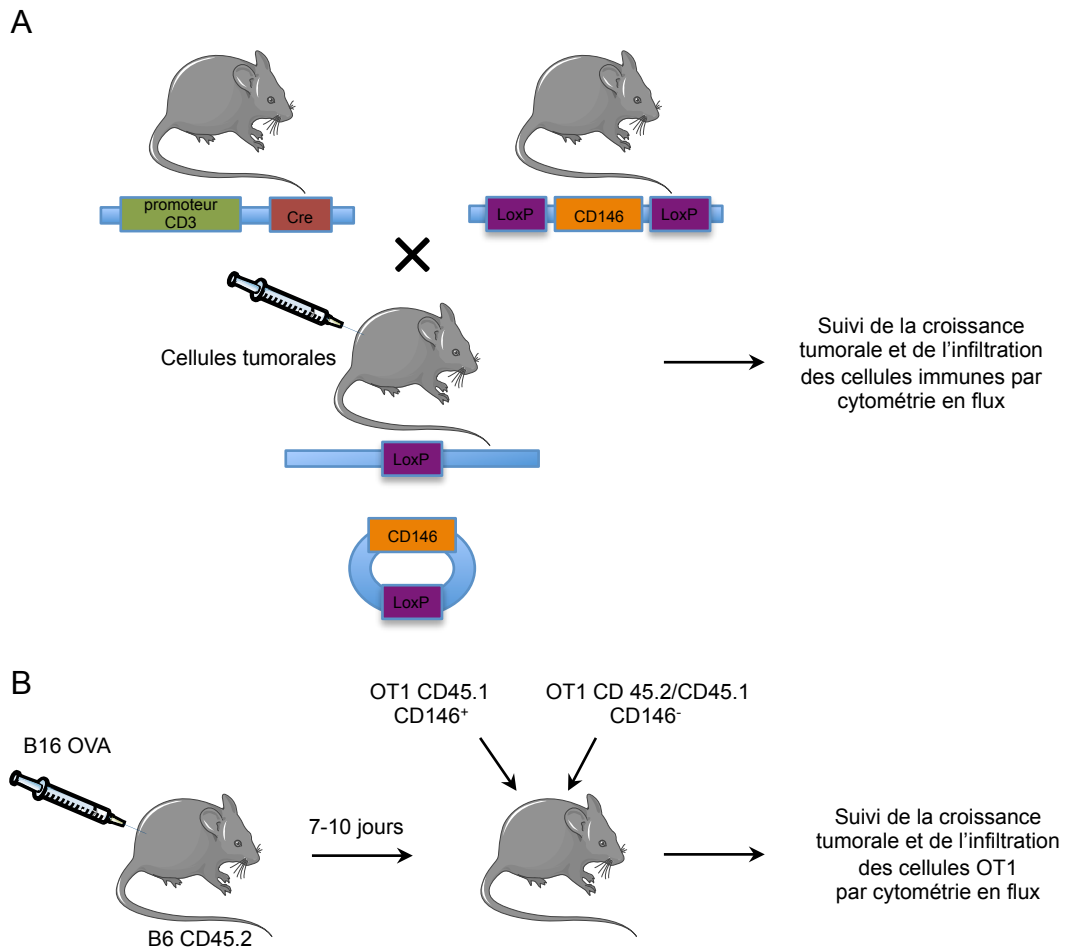 A
promoteur
CD3
Cre
LoxP
CD146
LoxP
Cellules tumorales
Suivi de la croissance
tumorale et de l’infiltration
des cellules immunes par
cytométrie en flux
LoxP
CD146
LoxP
B
OT1 CD45.1
CD146⁺
OT1 CD 45.2/CD45.1
CD146⁻
B16 OVA
7-10 jours
Suivi de la croissance
tumorale et de l’infiltration
des cellules OT1
par cytométrie en flux
B6 CD45.2